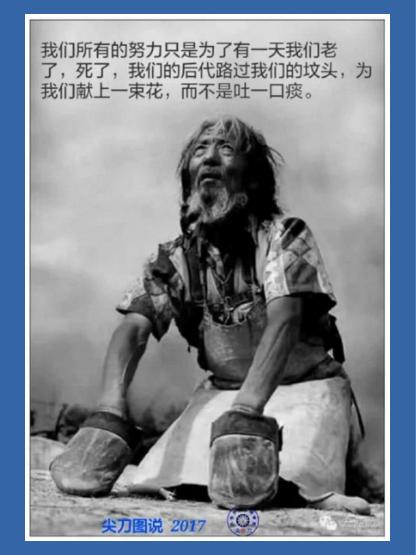 我们所有的努力只是为了有一天我们老
了，死了，我们的后代路过我们的坟头，为
我们献上一束花，而不是吐一口痰。
尖刀图说 2017